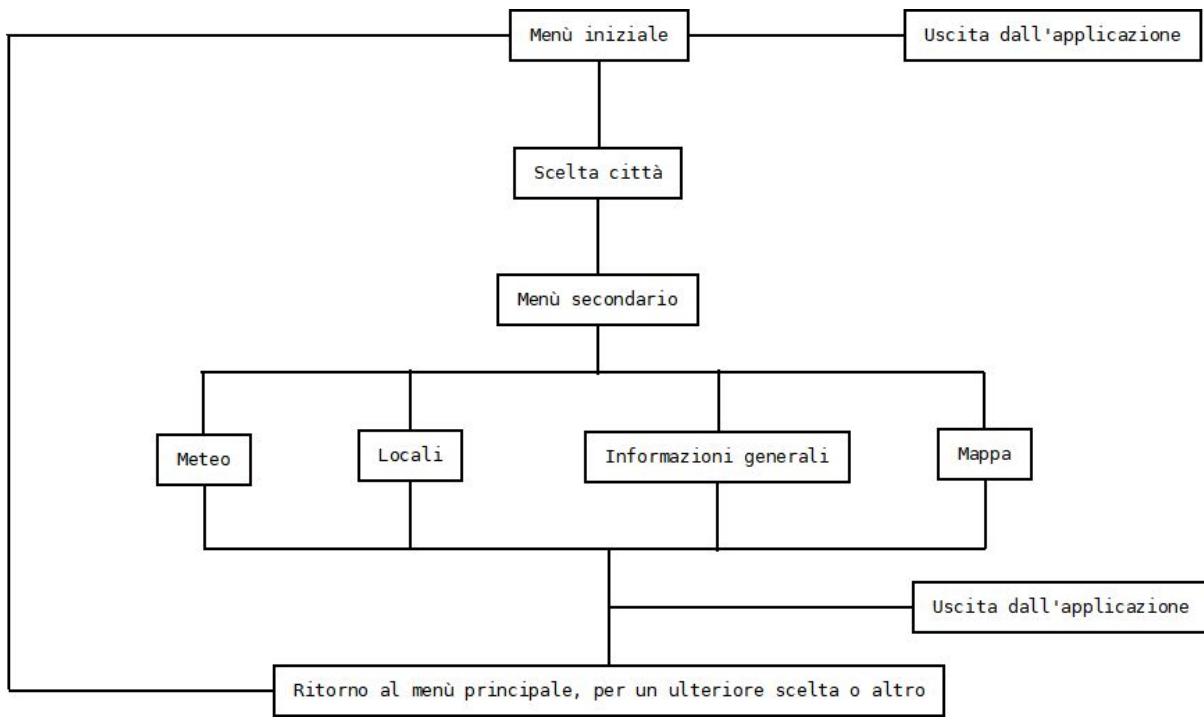 Menù iniziale
Uscita dall'applicazione
Scelta città
Menù secondario
Meteo
Locali
Informazioni generali
Mappa
Uscita dall'applicazione
Ritorno al menù principale, per un ulteriore scelta o altro